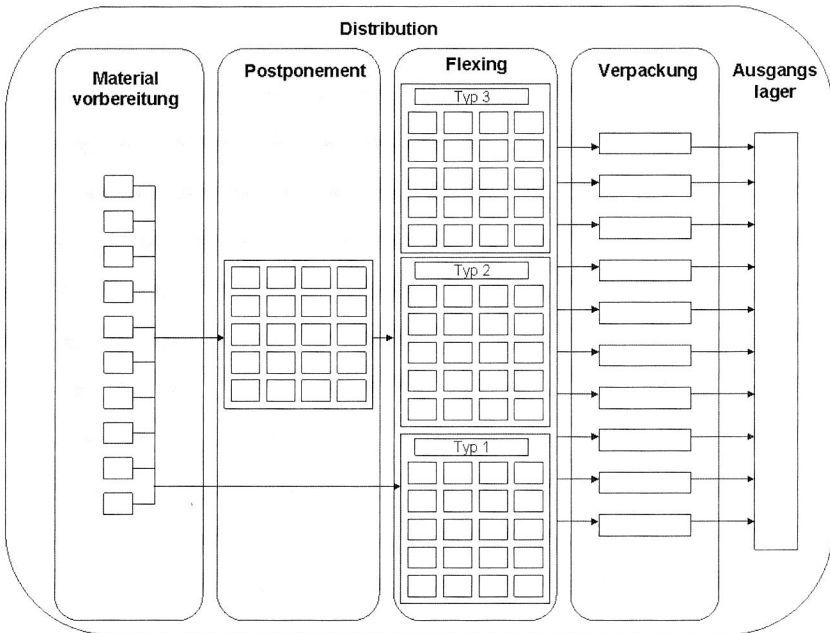 Distribution
Material
vorbereitung
Postponement
Flexing
Verpackung
Ausgangs
lager
Typ 3
Typ 2
Typ 1